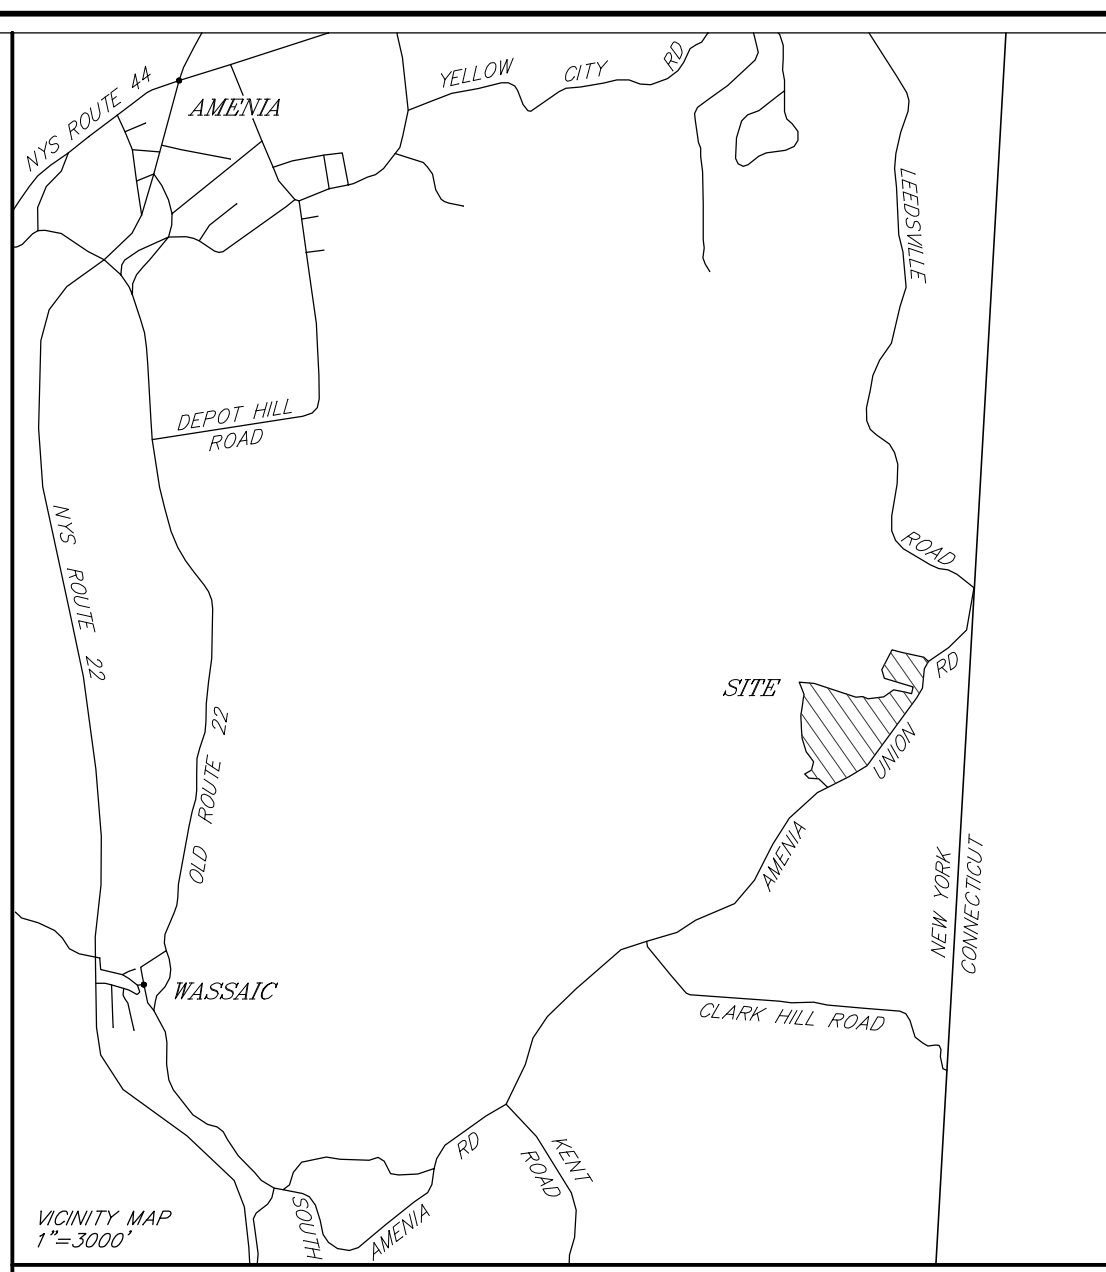 YELLOW CITY RD
NYS ROUTE 44
AMENIA
LEEDSVILLE
DEPOT HILL
ROAD
NYS ROUTE 22
ROAD
RD
SITE
OLD ROUTE 22
UNION
AMENIA
NEW YORK
CONNECTICUT
WASSAIC
CLARK HILL ROAD
RD
KENT
ROAD
SOUTH
AMENIA
VICINITY MAP
1"=3000'